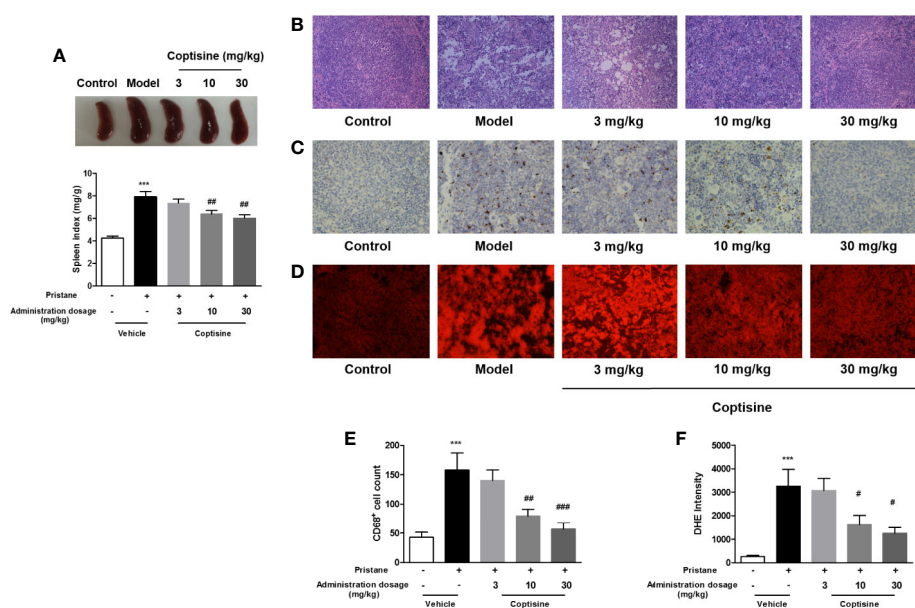 A
Coptisine (mg/kg)
Control Model 3 10 30
Spleen index (mg/g)
10
8
6
4
2
0
***
##
##
Pristane - + + + +
Administration dosage (mg/kg) - - 3 10 30
Vehicle Coptisine
B
Control Model 3 mg/kg 10 mg/kg 30 mg/kg
C
Control Model 3 mg/kg 10 mg/kg 30 mg/kg
D
Control Model 3 mg/kg 10 mg/kg 30 mg/kg
Coptisine
E
CD68+ cell count
200
150
100
50
0
***
##
###
Pristane - + + + +
Administration dosage (mg/kg) - - 3 10 30
Vehicle Coptisine
F
DHE Intensity
5000
4000
3000
2000
1000
0
***
#
#
Pristane - + + + +
Administration dosage (mg/kg) - - 3 10 30
Vehicle Coptisine